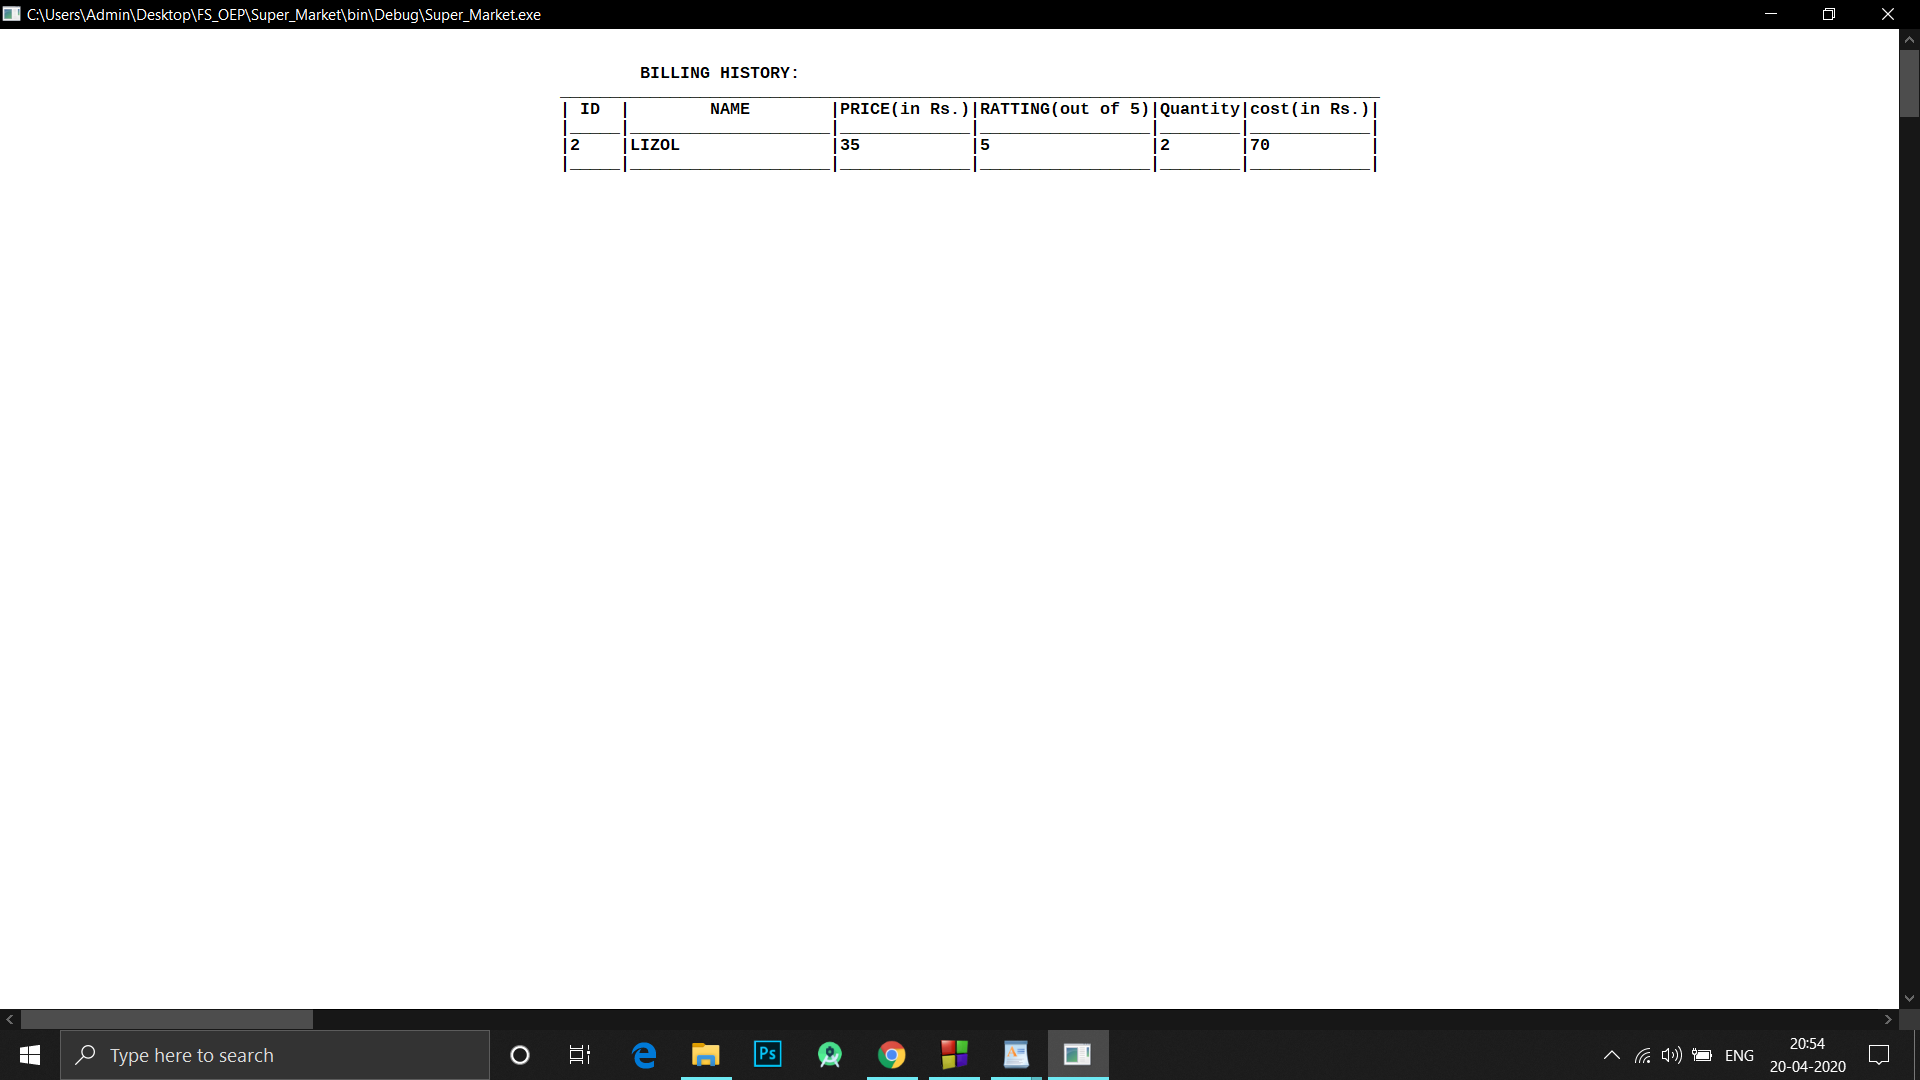 C:\Users\Admin\Desktop\FS_OEP\Super_Market\bin\Debug\Super_Market.exe
BILLING HISTORY:
| ID | NAME |PRICE(in Rs.)|RATTING(out of 5)|Quantity|cost(in Rs.)|
|2 |LIZOL |35 |5 |2 |70 |
Type here to search
Ps
ENG
20:54
20-04-2020